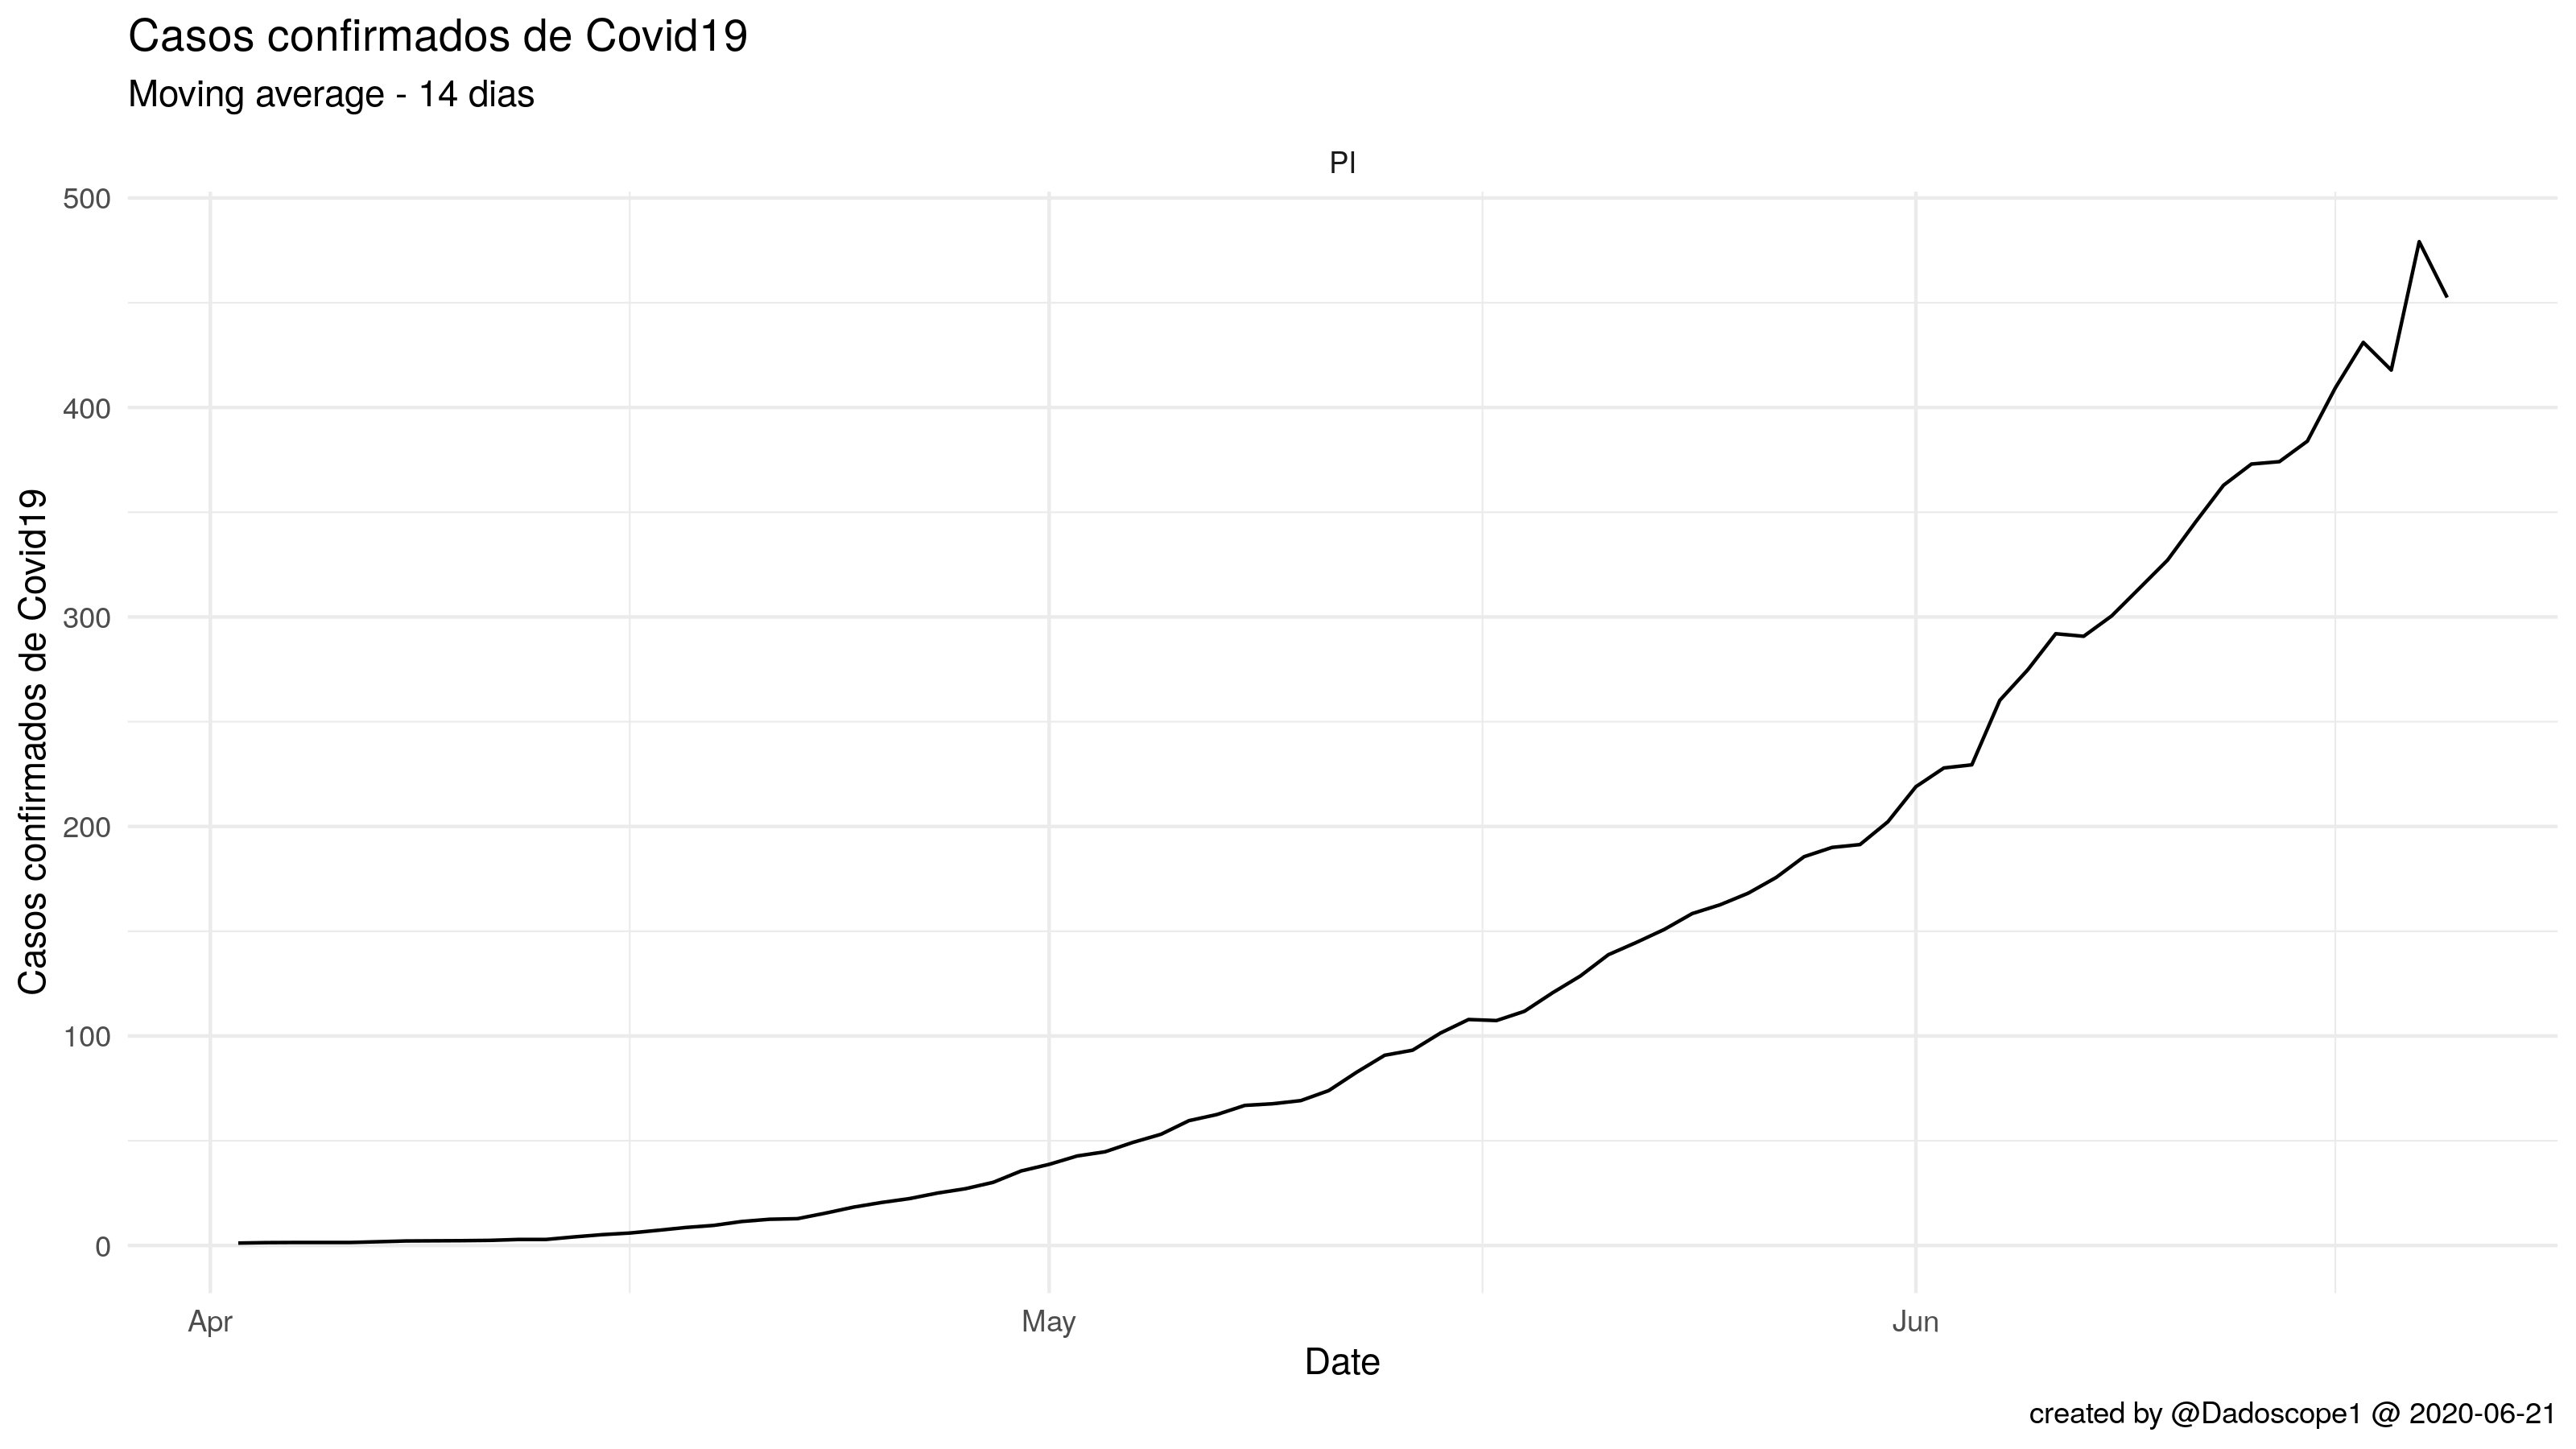 Casos confirmados de Covid19
Moving average - 14 dias
PI
Casos confirmados de Covid19
500
400
300
200
100
0
Apr
May
Jun
Date
created by @Dadoscope1 @ 2020-06-21